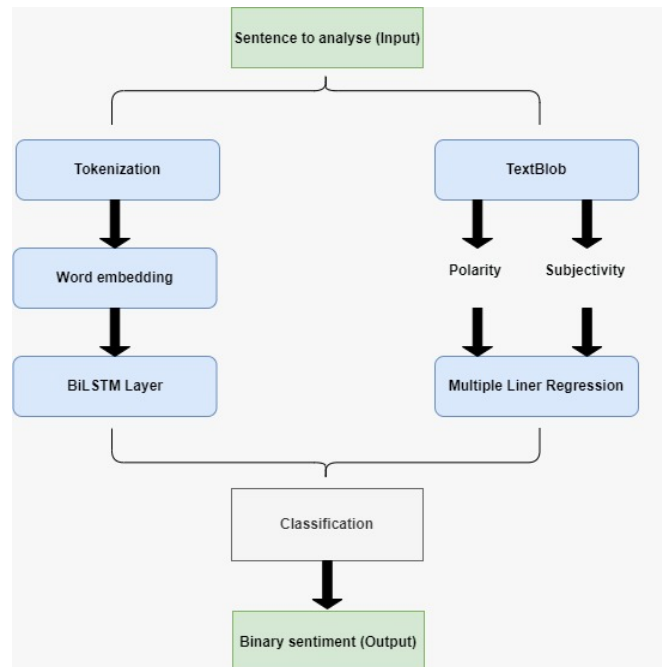 Sentence to analyse (Input)
Tokenization
TextBlob
Word embedding
Polarity
Subjectivity
BiLSTM Layer
Multiple Liner Regression
Classification
Binary sentiment (Output)